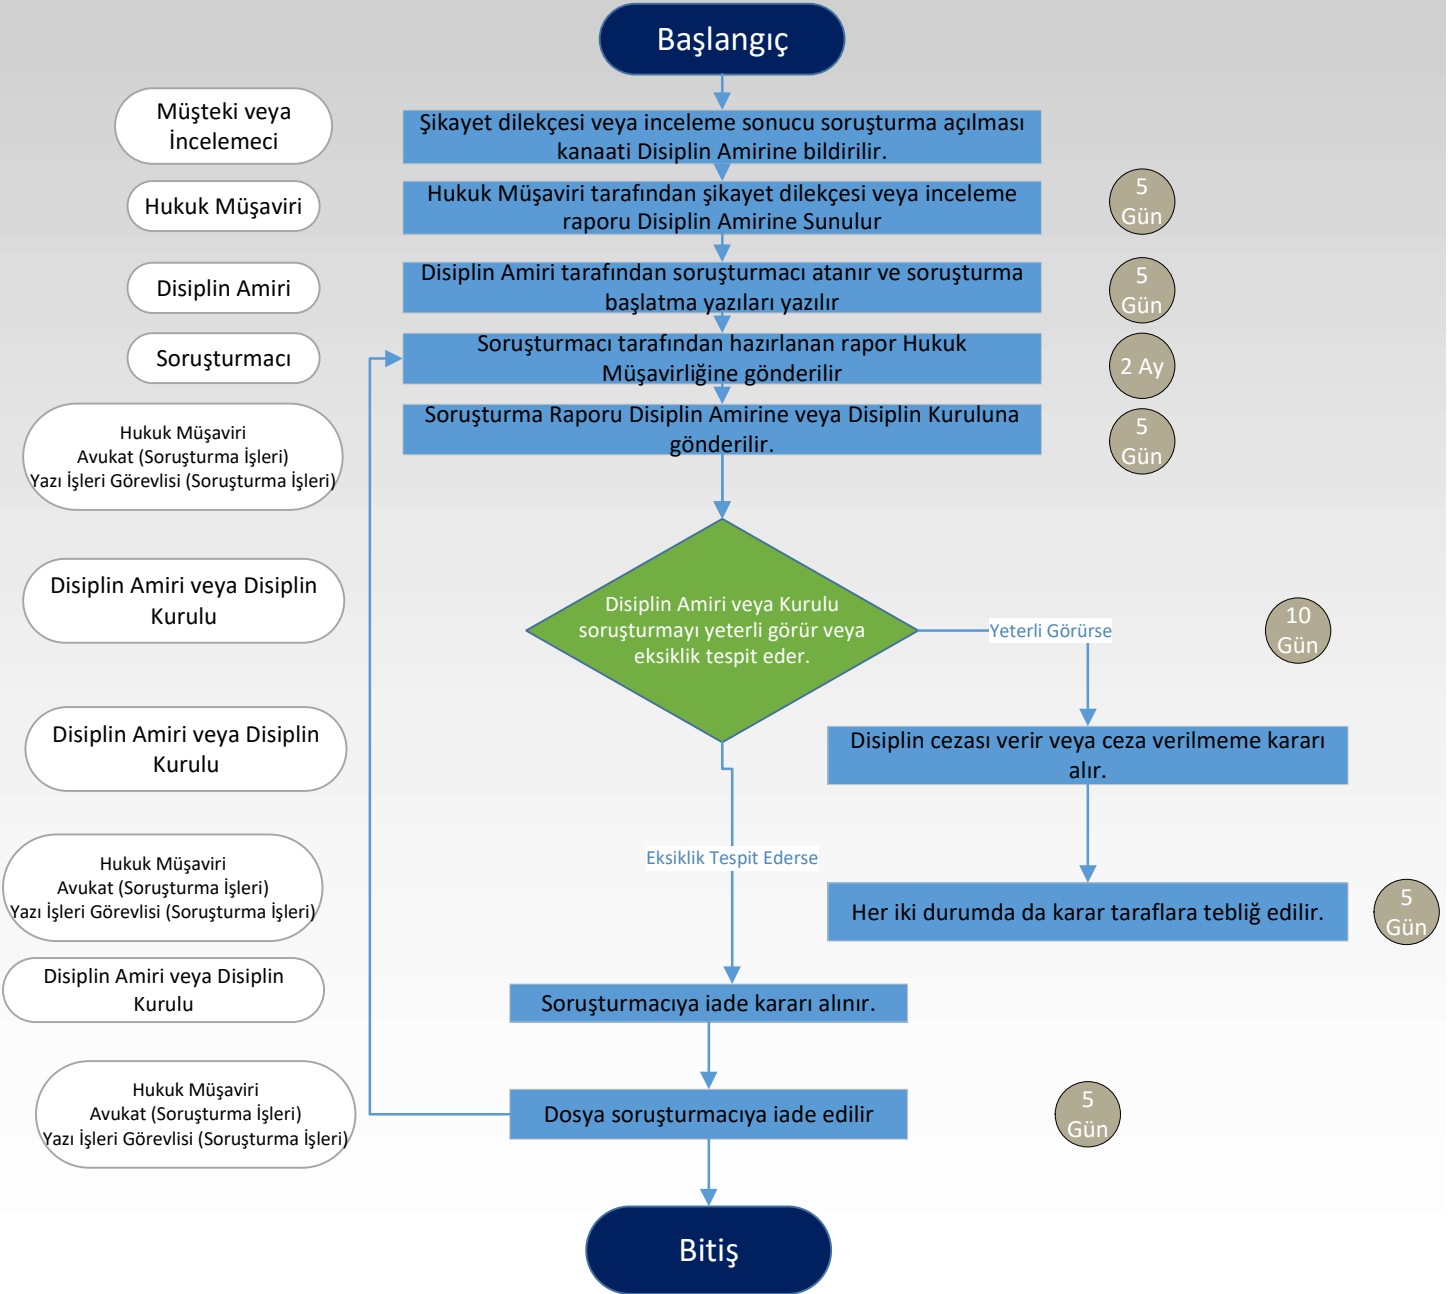 Başlangıç
Müşteki veya
İncelemeci
Şikayet dilekçesi veya inceleme sonucu soruşturma açılması
kanaati Disiplin Amirine bildirilir.
Hukuk Müşaviri
Hukuk Müşaviri tarafından şikayet dilekçesi veya inceleme
raporu Disiplin Amirine Sunulur
5
Gün
Disiplin Amiri
Disiplin Amiri tarafından soruşturmacı atanır ve soruşturma
başlatma yazıları yazılır
5
Gün
Soruşturmacı
Soruşturmacı tarafından hazırlanan rapor Hukuk
Müşavirliğine gönderilir
2 Ay
Hukuk Müşaviri
Avukat (Soruşturma İşleri)
Yazı İşleri Görevlisi (Soruşturma İşleri)
Soruşturma Raporu Disiplin Amirine veya Disiplin Kuruluna
gönderilir.
5
Gün
Disiplin Amiri veya Disiplin
Kurulu
Disiplin Amiri veya Kurulu
soruşturmayı yeterli görür veya
eksiklik tespit eder.
Yeterli Görürse
10
Gün
Disiplin Amiri veya Disiplin
Kurulu
Disiplin cezası verir veya ceza verilmeme kararı
alır.
Eksiklik Tespit Ederse
Hukuk Müşaviri
Avukat (Soruşturma İşleri)
Yazı İşleri Görevlisi (Soruşturma İşleri)
Her iki durumda da karar taraflara tebliğ edilir.
5
Gün
Disiplin Amiri veya Disiplin
Kurulu
Soruşturmacıya iade kararı alınır.
Hukuk Müşaviri
Avukat (Soruşturma İşleri)
Yazı İşleri Görevlisi (Soruşturma İşleri)
Dosya soruşturmacıya iade edilir
5
Gün
Bitiş